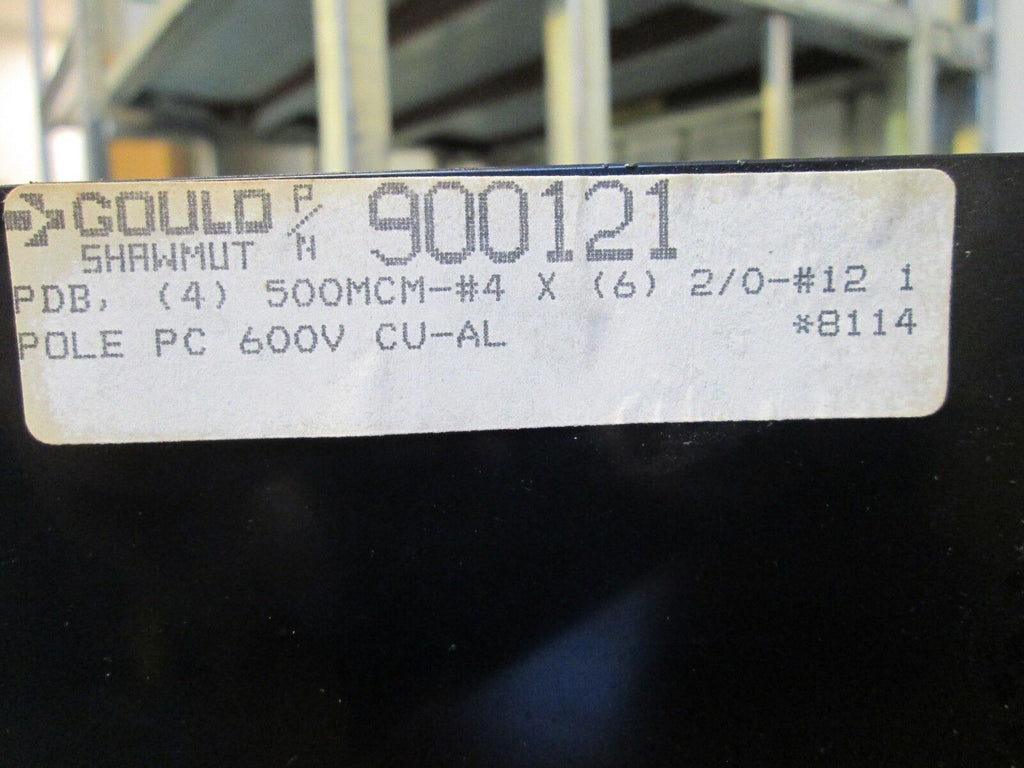 GOULD P/N 900121
SHAWMUT
PDB, (4) 500MCM-#4 X (6) 2/0-#12 1
POLE PC 600V CU-AL *8114